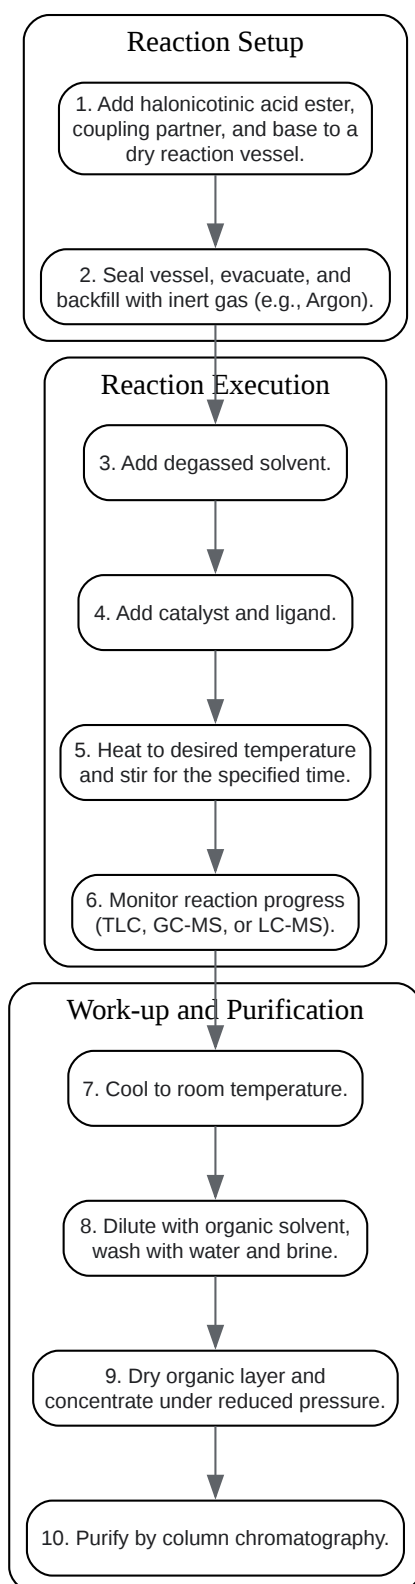 Reaction Setup
1. Add halonicotinic acid ester,
coupling partner, and base to a
dry reaction vessel.
2. Seal vessel, evacuate, and
backfill with inert gas (e.g., Argon).
Reaction Execution
3. Add degassed solvent.
4. Add catalyst and ligand.
5. Heat to desired temperature
and stir for the specified time.
6. Monitor reaction progress
(TLC, GC-MS, or LC-MS).
Work-up and Purification
7. Cool to room temperature.
8. Dilute with organic solvent,
wash with water and brine.
9. Dry organic layer and
concentrate under reduced pressure.
10. Purify by column chromatography.